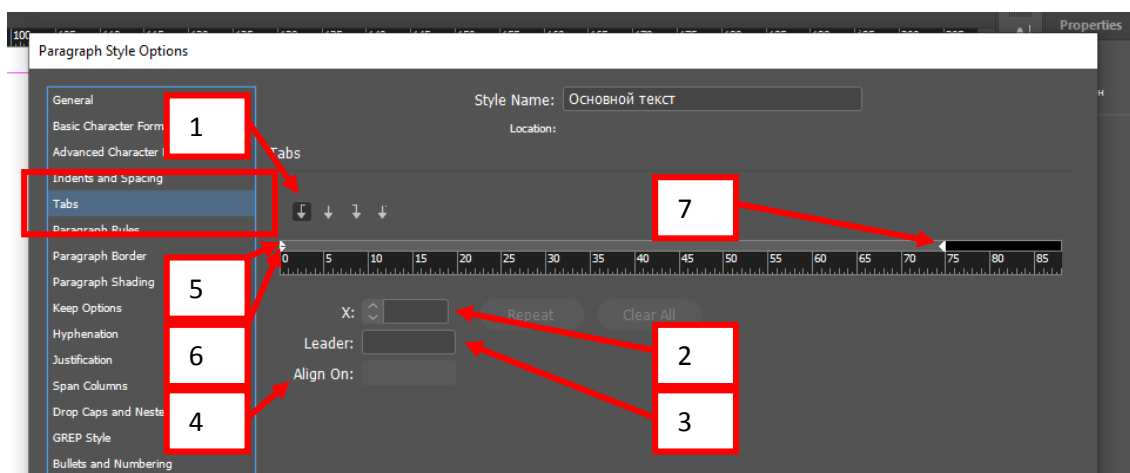 Properties
100
Paragraph Style Options
General
Style Name: Основной текст
н
Basic Character Form
1
Location:
Advanced Character
Tabs
Indents and Spacing
Tabs
7
Paragraph Rules
Paragraph Border
0 5 10 15 20 25 30 35 40 45 50 55 60 65 70 75 80 85
Paragraph Shading
5
Keep Options
X:
Repeat
Clear All
Hyphenation
Leader:
Justification
6
2
Align On:
Span Columns
Drop Caps and Neste
4
3
GREP Style
Bullets and Numbering